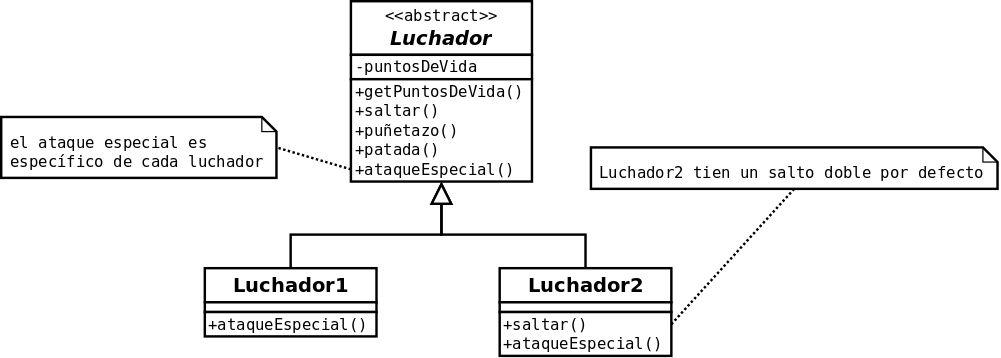 <<abstract>>
Luchador
-puntosDeVida
+getPuntosDeVida()
+saltar()
+puñetazo()
+patada()
+ataqueEspecial()
el ataque especial es
específico de cada luchador
Luchador2 tien un salto doble por defecto
Luchador1
+ataqueEspecial()
Luchador2
+saltar()
+ataqueEspecial()